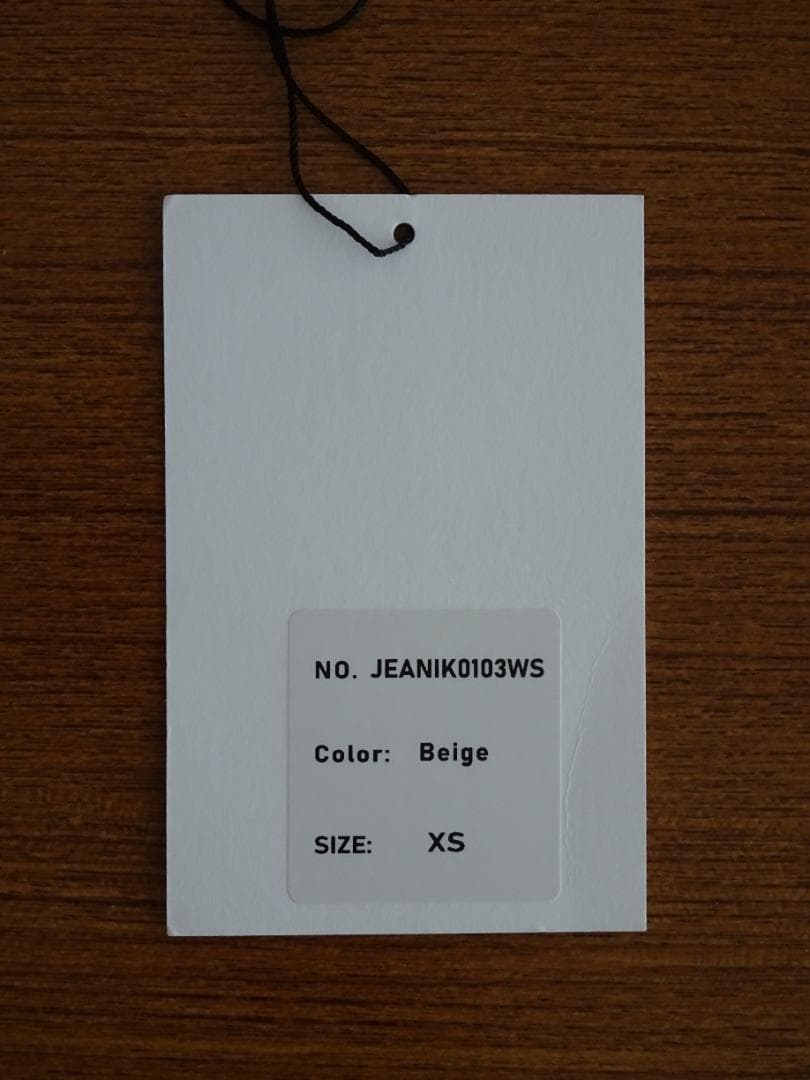 NO. JEANIK0103WS
Color: Beige
SIZE: XS